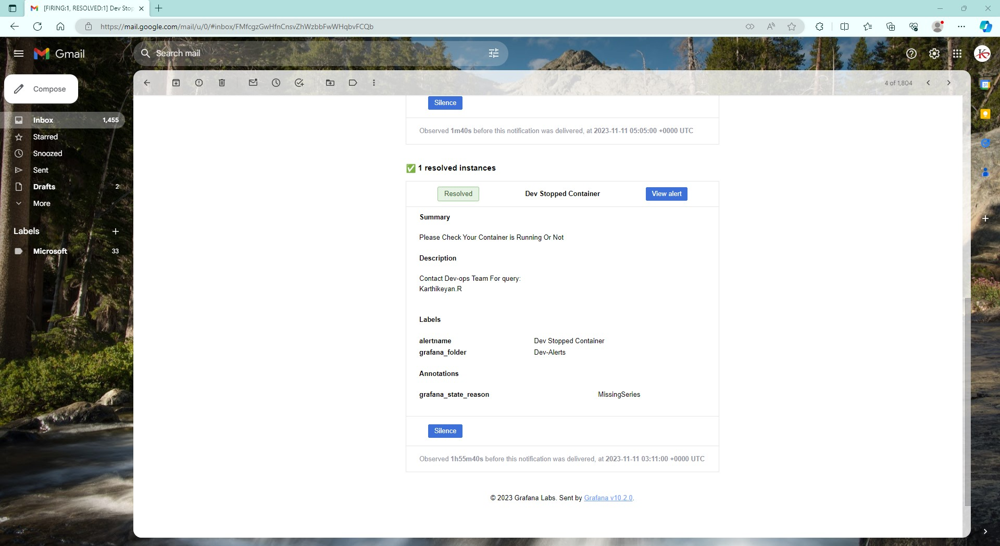 [FIRING:1, RESOLVED:1] Dev Stop
https://mail.google.com/mail/u/0/#inbox/FMfcgzGwHfnCnsvZhWzbbFwWHqbvFCQb
Gmail
Search mail
Compose
4 of 1,804
Inbox 1,455
Starred
Snoozed
Sent
Drafts 2
More
Labels
Microsoft 33
Silence
Observed 1m40s before this notification was delivered, at 2023-11-11 05:05:00 +0000 UTC
✅ 1 resolved instances
Resolved Dev Stopped Container View alert
Summary
Please Check Your Container is Running Or Not
Description
Contact Dev-ops Team For query:
Karthikeyan.R
Labels
alertname Dev Stopped Container
grafana_folder Dev-Alerts
Annotations
grafana_state_reason MissingSeries
Silence
Observed 1h55m40s before this notification was delivered, at 2023-11-11 03:11:00 +0000 UTC
© 2023 Grafana Labs. Sent by Grafana v10.2.0.
31